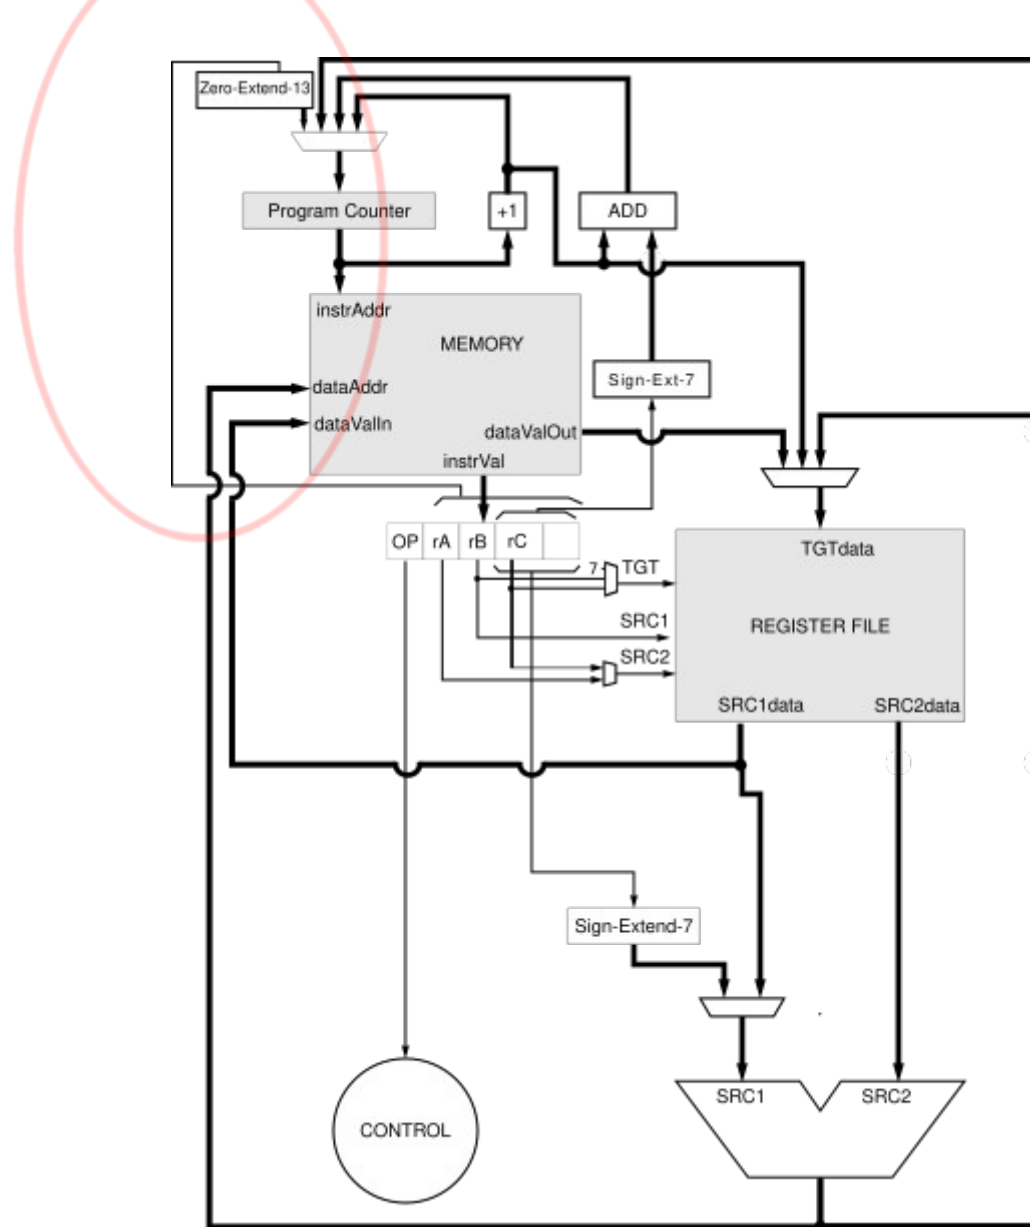 Zero-Extend-13
Program Counter
+1
ADD
instrAddr
MEMORY
Sign-Ext-7
dataAddr
dataValIn
dataValOut
instrVal
OP rA rB rC
TGTdata
7 TGT
SRC1
REGISTER FILE
SRC2
SRC1data SRC2data
Sign-Extend-7
SRC1 SRC2
CONTROL